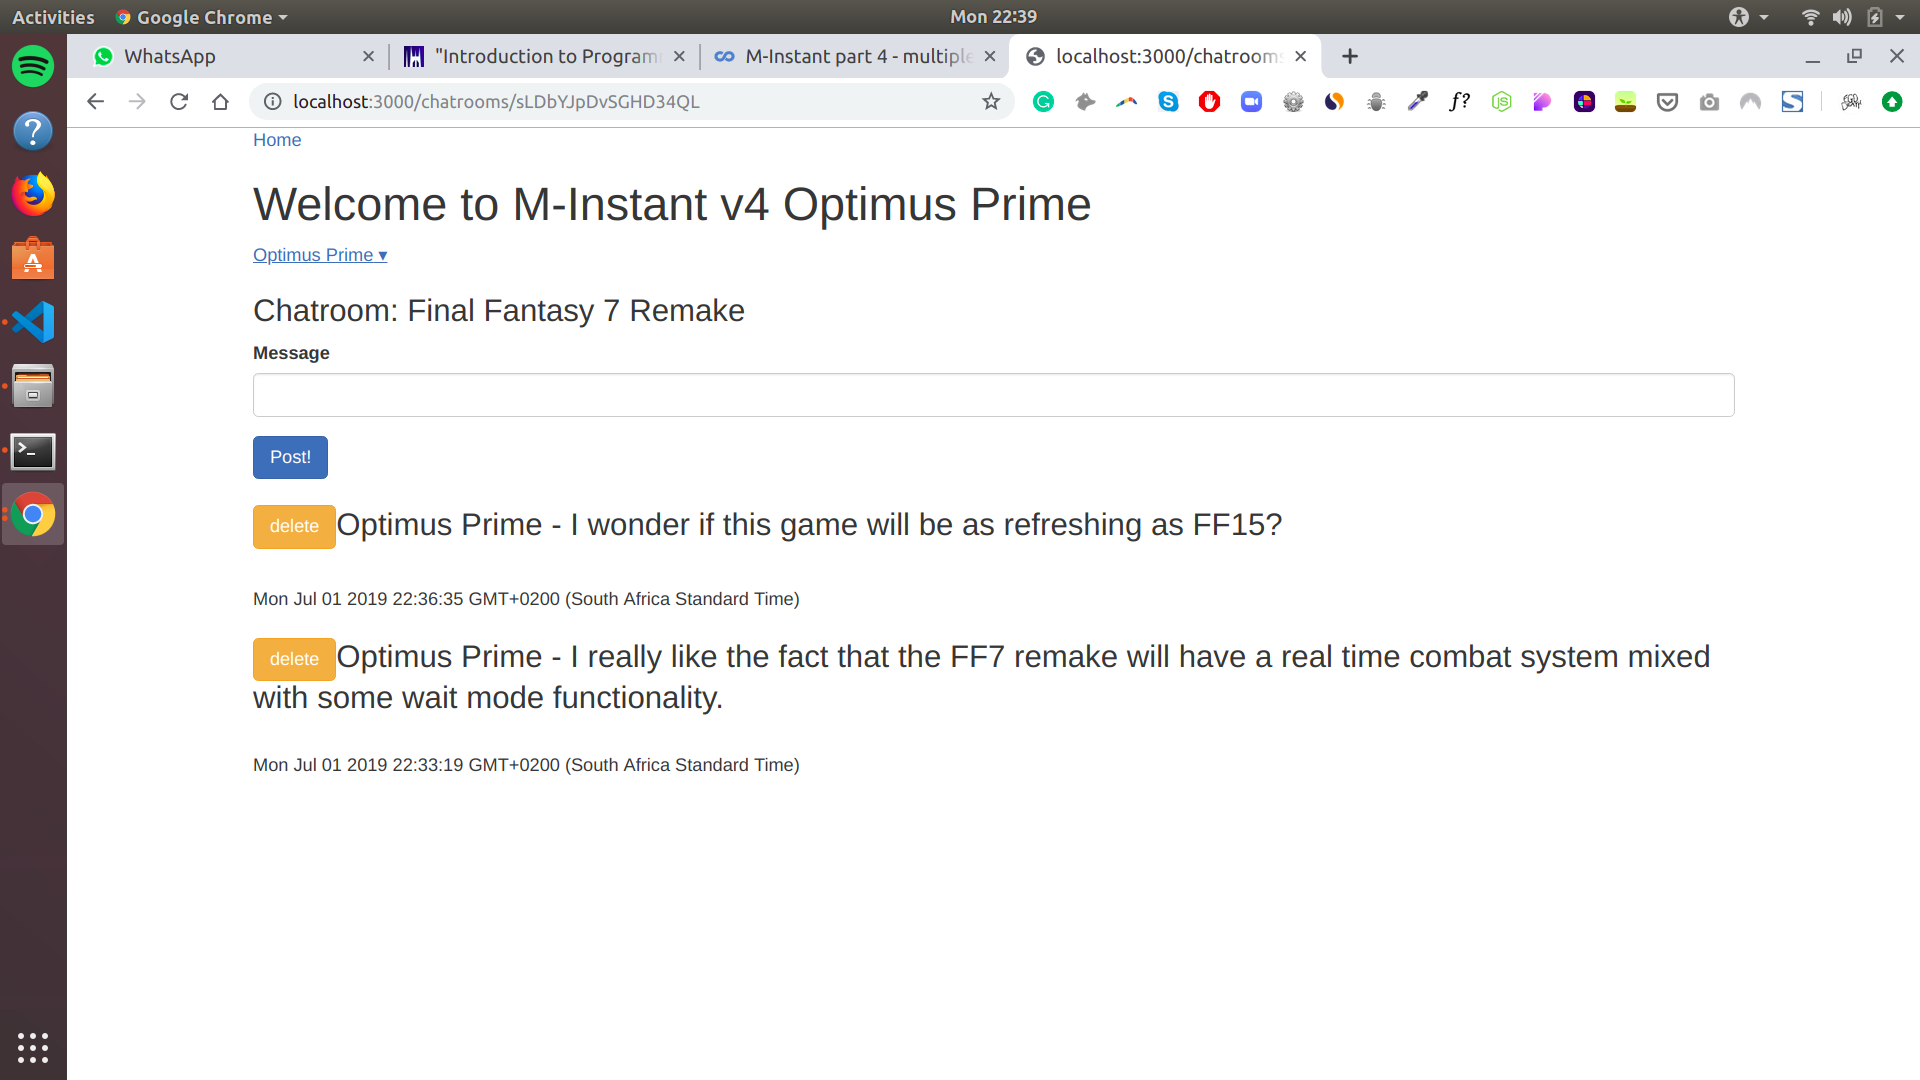 Activities
Google Chrome
Mon 22:39
WhatsApp
"Introduction to Program
M-Instant part 4 - multiple
localhost:3000/chatrooms
localhost:3000/chatrooms/sLDbYJpDvSGHD34QL
f?
Home
Welcome to M-Instant v4 Optimus Prime
Optimus Prime ▾
Chatroom: Final Fantasy 7 Remake
Message
Post!
delete Optimus Prime - I wonder if this game will be as refreshing as FF15?
Mon Jul 01 2019 22:36:35 GMT+0200 (South Africa Standard Time)
delete Optimus Prime - I really like the fact that the FF7 remake will have a real time combat system mixed
with some wait mode functionality.
Mon Jul 01 2019 22:33:19 GMT+0200 (South Africa Standard Time)